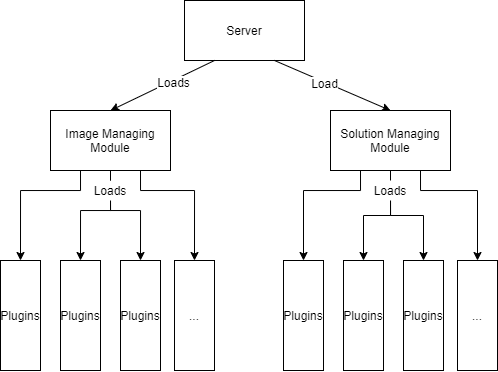 Server
Loads
Load
Image Managing
Module
Solution Managing
Module
Loads
Loads
Plugins
Plugins
Plugins
...
Plugins
Plugins
Plugins
...